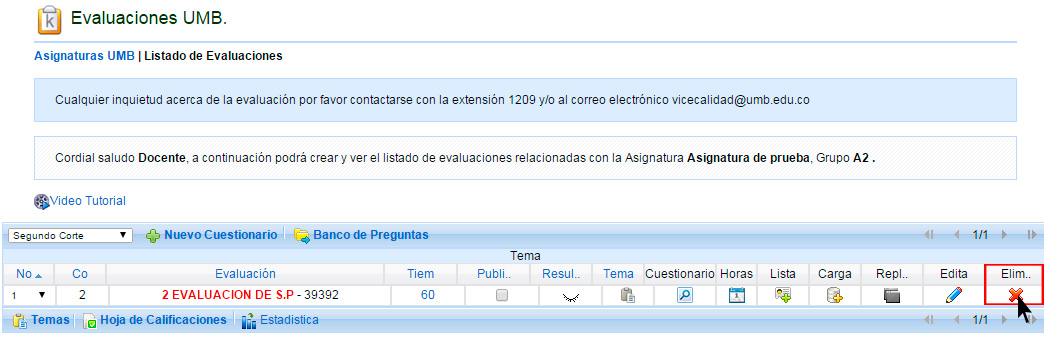 Evaluaciones UMB.
Asignaturas UMB | Listado de Evaluaciones
Cualquier inquietud acerca de la evaluación por favor contactarse con la extensión 1209 y/o al correo electrónico vicecalidad@umb.edu.co
Cordial saludo Docente, a continuación podrá crear y ver el listado de evaluaciones relacionadas con la Asignatura Asignatura de prueba, Grupo A2 .
Video Tutorial
Segundo Corte Nuevo Cuestionario Banco de Preguntas 1/1
Tema
No Co Evaluación Tiem Publi.. Resul.. Tema Cuestionario Horas Lista Carga Repl.. Edita Elim..
1 2 2 EVALUACION DE S.P - 39392 60
Temas Hoja de Calificaciones Estadistica 1/1